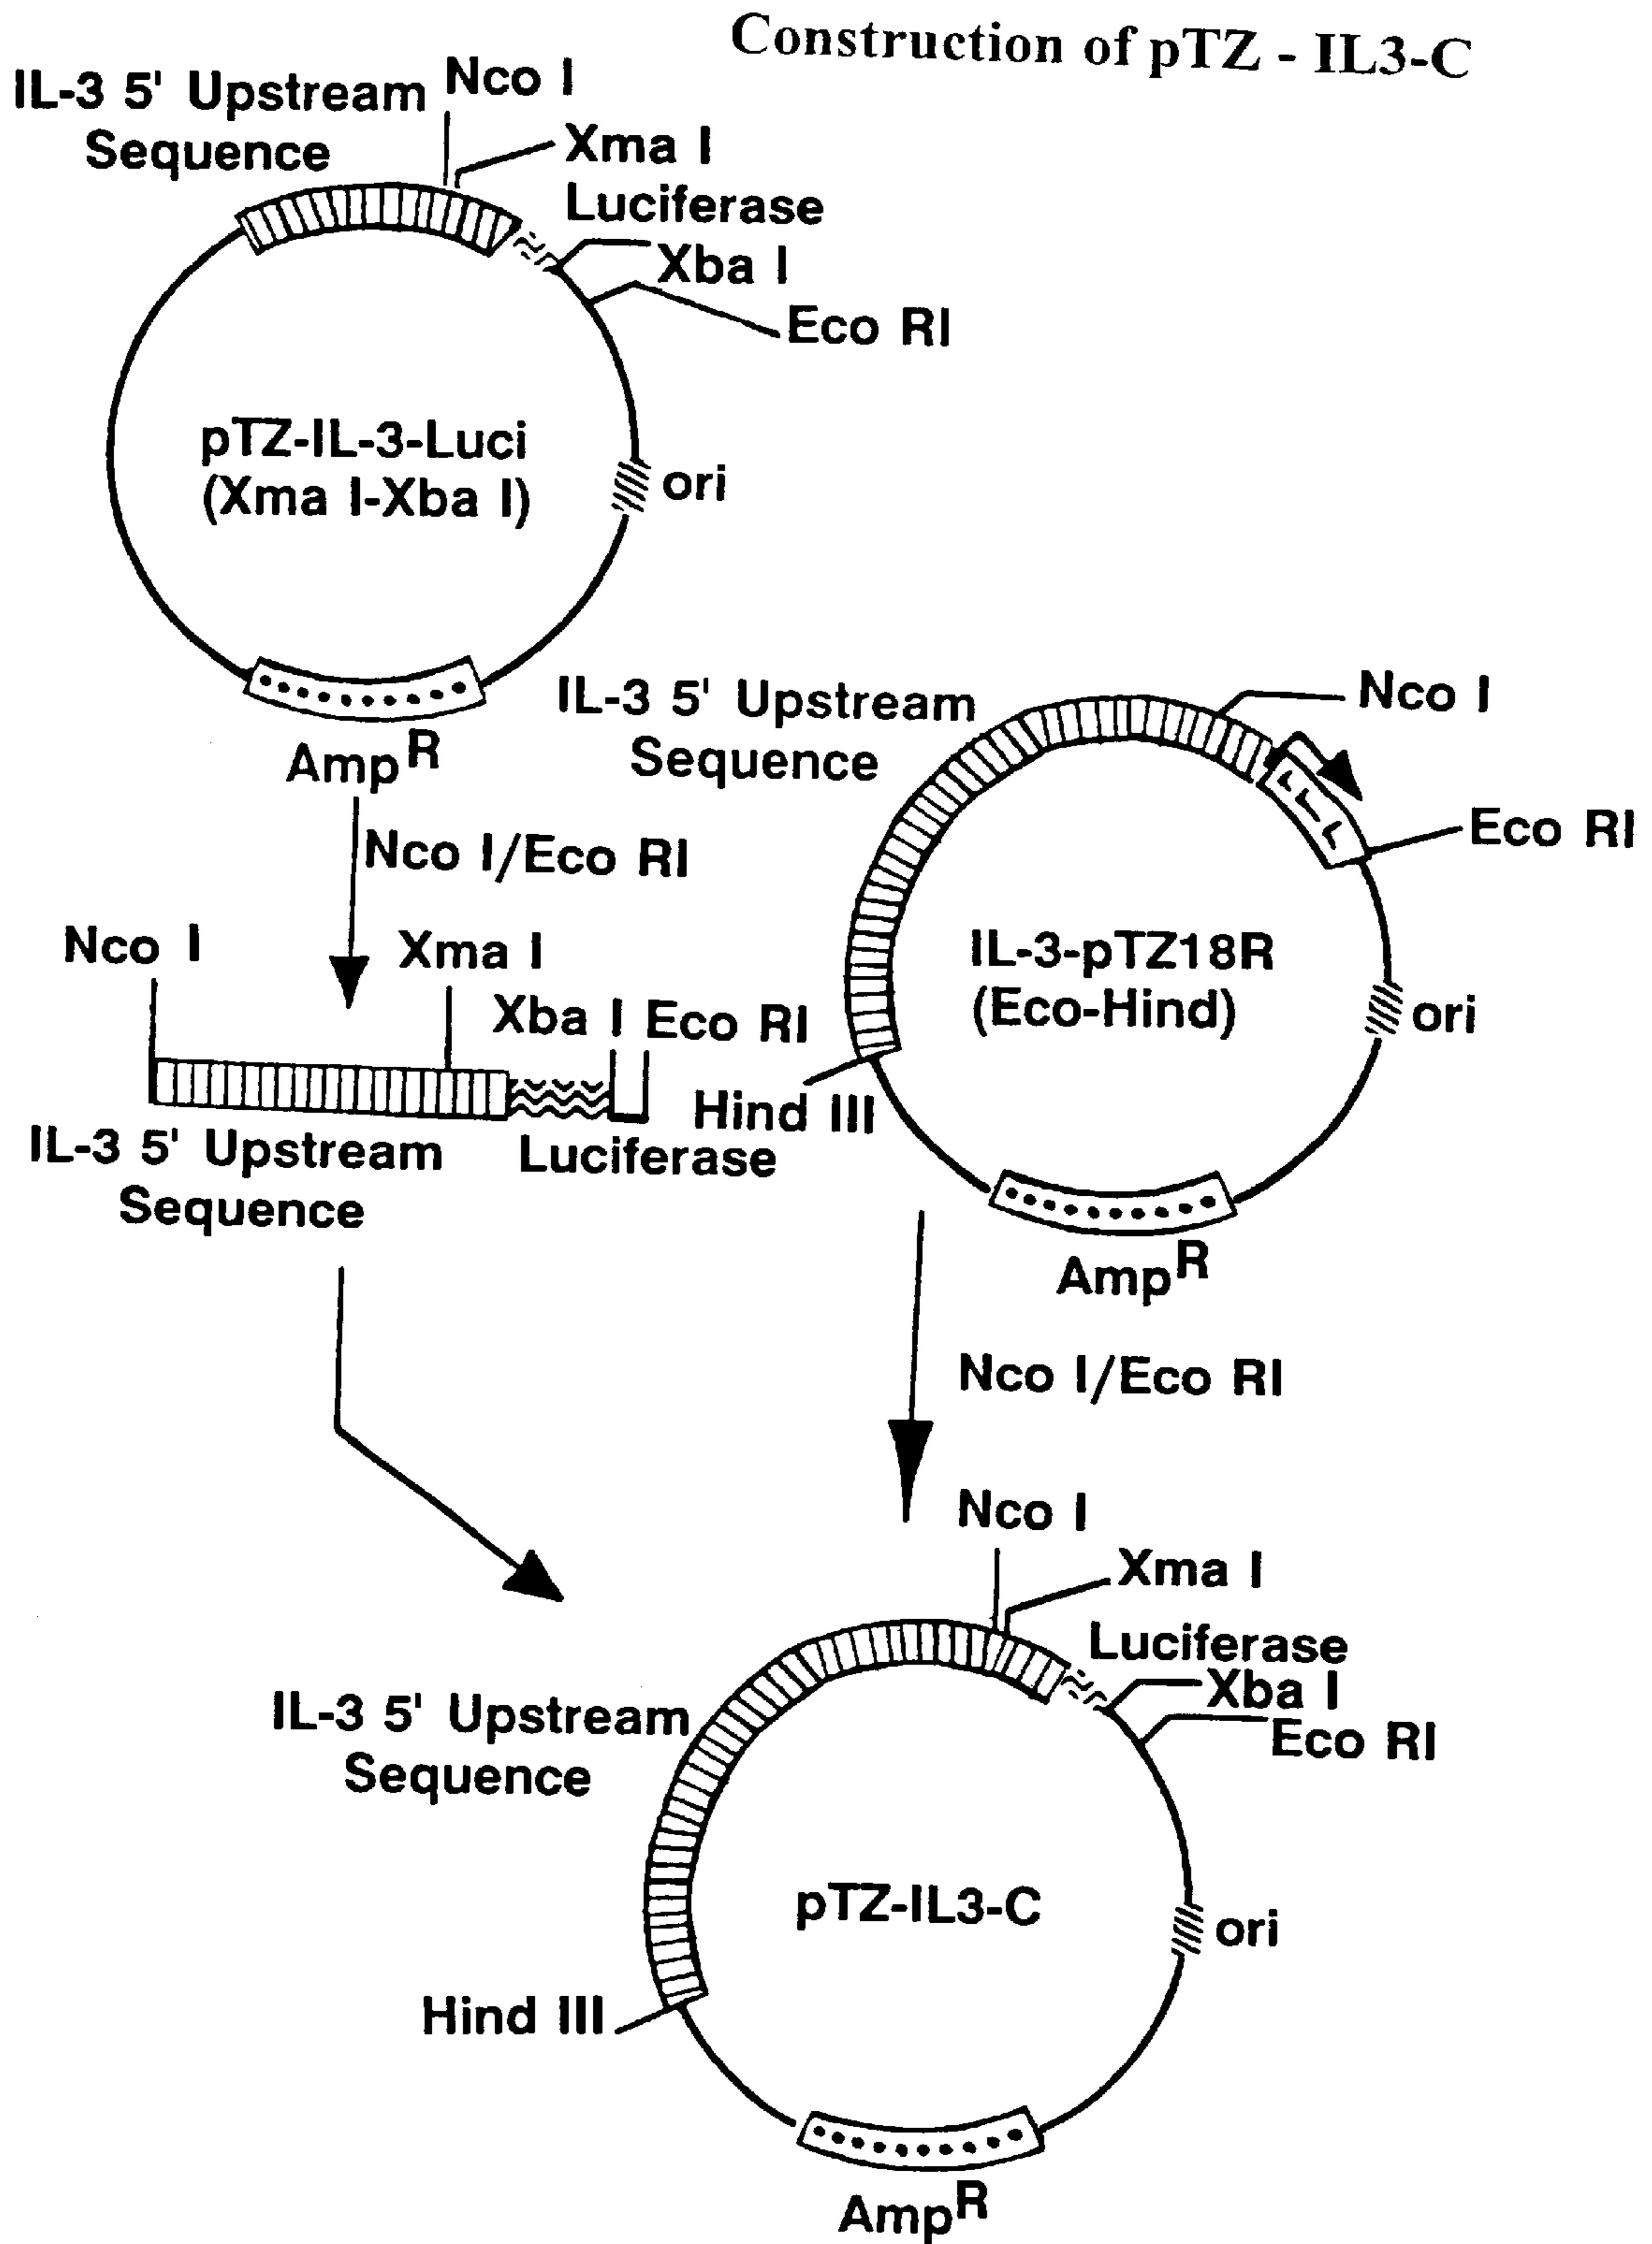 Construction of pTZ - IL3-C
IL-3 5' Upstream
Sequence
Nco I
Xma I
Luciferase
Xba I
Eco RI
pTZ-IL-3-Luci
(Xma I-Xba I)
ori
Amp R
Nco I/Eco RI
Nco I
Xma I
Xba I
Eco RI
IL-3 5' Upstream
Sequence
Luciferase
IL-3 5' Upstream
Sequence
Nco I
Eco RI
IL-3-pTZ18R
(Eco-Hind)
ori
Hind III
Amp R
Nco I/Eco RI
Nco I
Xma I
Luciferase
Xba I
Eco RI
IL-3 5' Upstream
Sequence
pTZ-IL3-C
ori
Hind III
Amp R